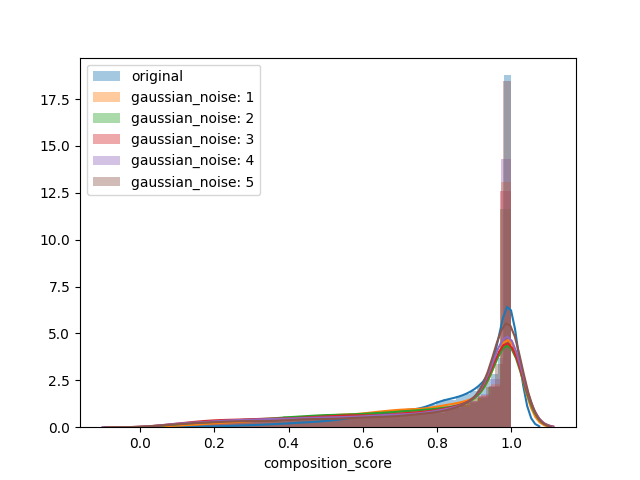 original
gaussian_noise: 1
gaussian_noise: 2
gaussian_noise: 3
gaussian_noise: 4
gaussian_noise: 5
17.5
15.0
12.5
10.0
7.5
5.0
2.5
0.0
0.0 0.2 0.4 0.6 0.8 1.0
composition_score